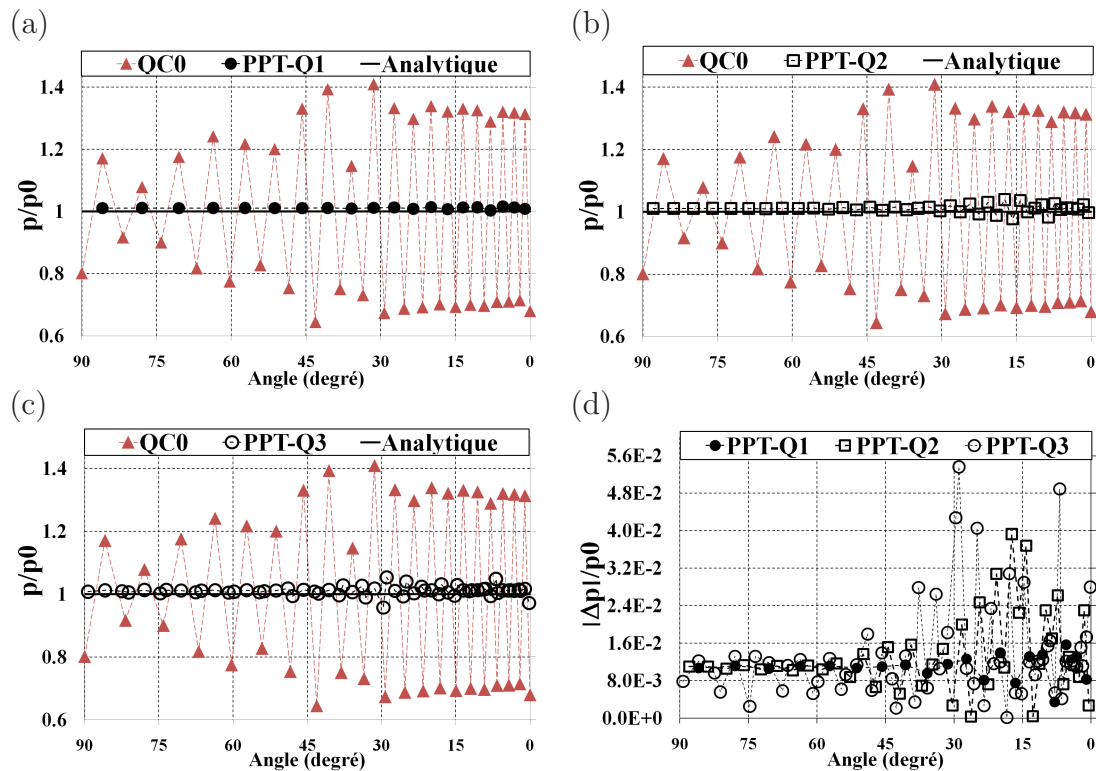 (a)
QC0 PPT-Q1 Analytique
1.4
1.2
1
0.8
0.6
p/p0
90 75 60 45 30 15 0
Angle (degré)
(b)
QC0 PPT-Q2 Analytique
1.4
1.2
1
0.8
0.6
p/p0
90 75 60 45 30 15 0
Angle (degré)
(c)
QC0 PPT-Q3 Analytique
1.4
1.2
1
0.8
0.6
p/p0
90 75 60 45 30 15 0
Angle (degré)
(d)
PPT-Q1 PPT-Q2 PPT-Q3
5.6E-2
4.8E-2
4.0E-2
3.2E-2
2.4E-2
1.6E-2
8.0E-3
0.0E+0
|Δp|/p0
90 75 60 45 30 15 0
Angle (degré)